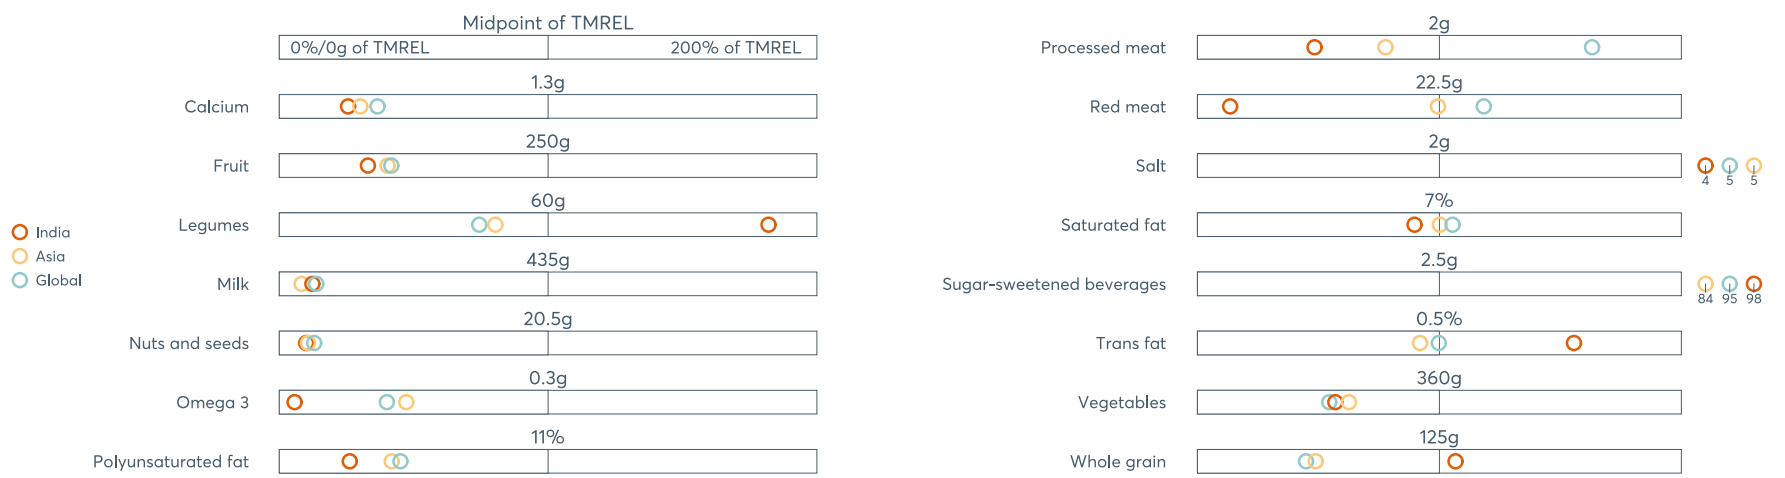 Midpoint of TMREL
0%/0g of TMREL 200% of TMREL
1.3g
Calcium
250g
Fruit
60g
Legumes
435g
Milk
20.5g
Nuts and seeds
0.3g
Omega 3
11%
Polyunsaturated fat
India
Asia
Global
2g
Processed meat
22.5g
Red meat
2g
Salt
4 5 5
7%
Saturated fat
2.5g
Sugar-sweetened beverages
84 95 98
0.5%
Trans fat
360g
Vegetables
125g
Whole grain